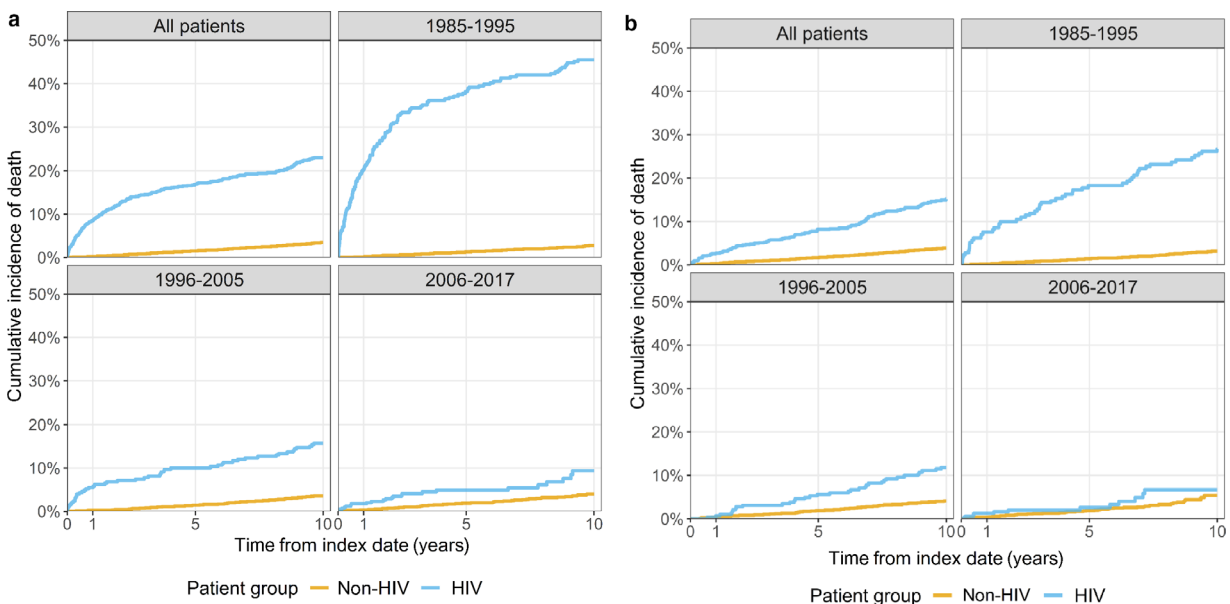 a
All patients
1985-1995
50%
40%
30%
20%
10%
0%
1996-2005
2006-2017
50%
40%
30%
20%
10%
0%
0 1 5 10 0 1 5 10
Cumulative incidence of death
Time from index date (years)
Patient group Non-HIV HIV
b
All patients
1985-1995
50%
40%
30%
20%
10%
0%
1996-2005
2006-2017
50%
40%
30%
20%
10%
0%
0 1 5 10 0 1 5 10
Cumulative incidence of death
Time from index date (years)
Patient group Non-HIV HIV